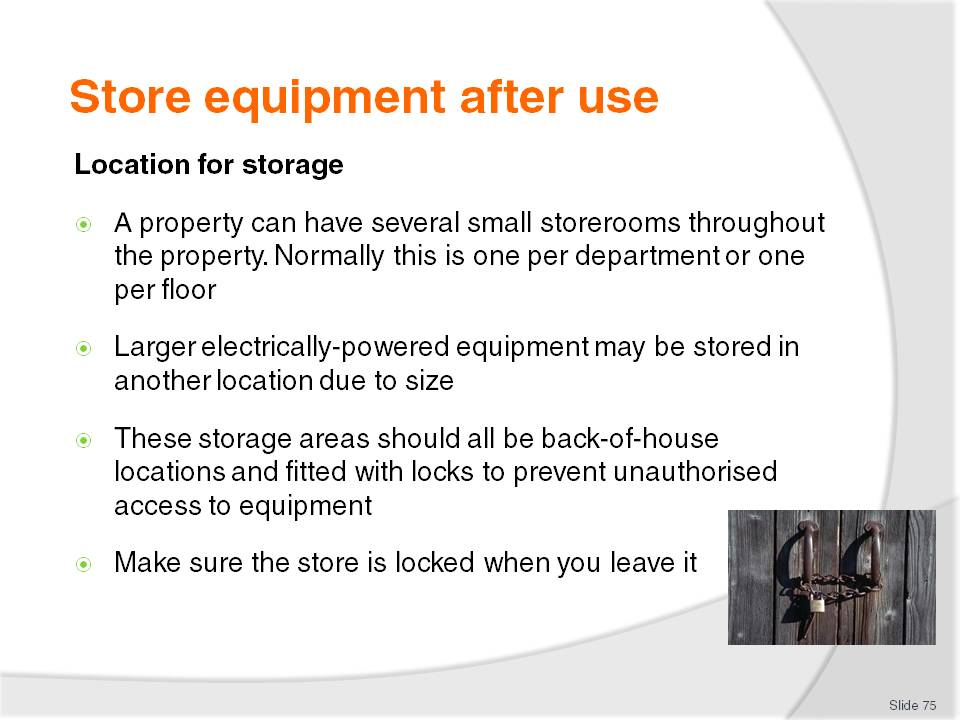 Store equipment after use
Location for storage
A property can have several small storerooms throughout
the property. Normally this is one per department or one
per floor
Larger electrically-powered equipment may be stored in
another location due to size
These storage areas should all be back-of-house
locations and fitted with locks to prevent unauthorised
access to equipment
Make sure the store is locked when you leave it
Slide 75